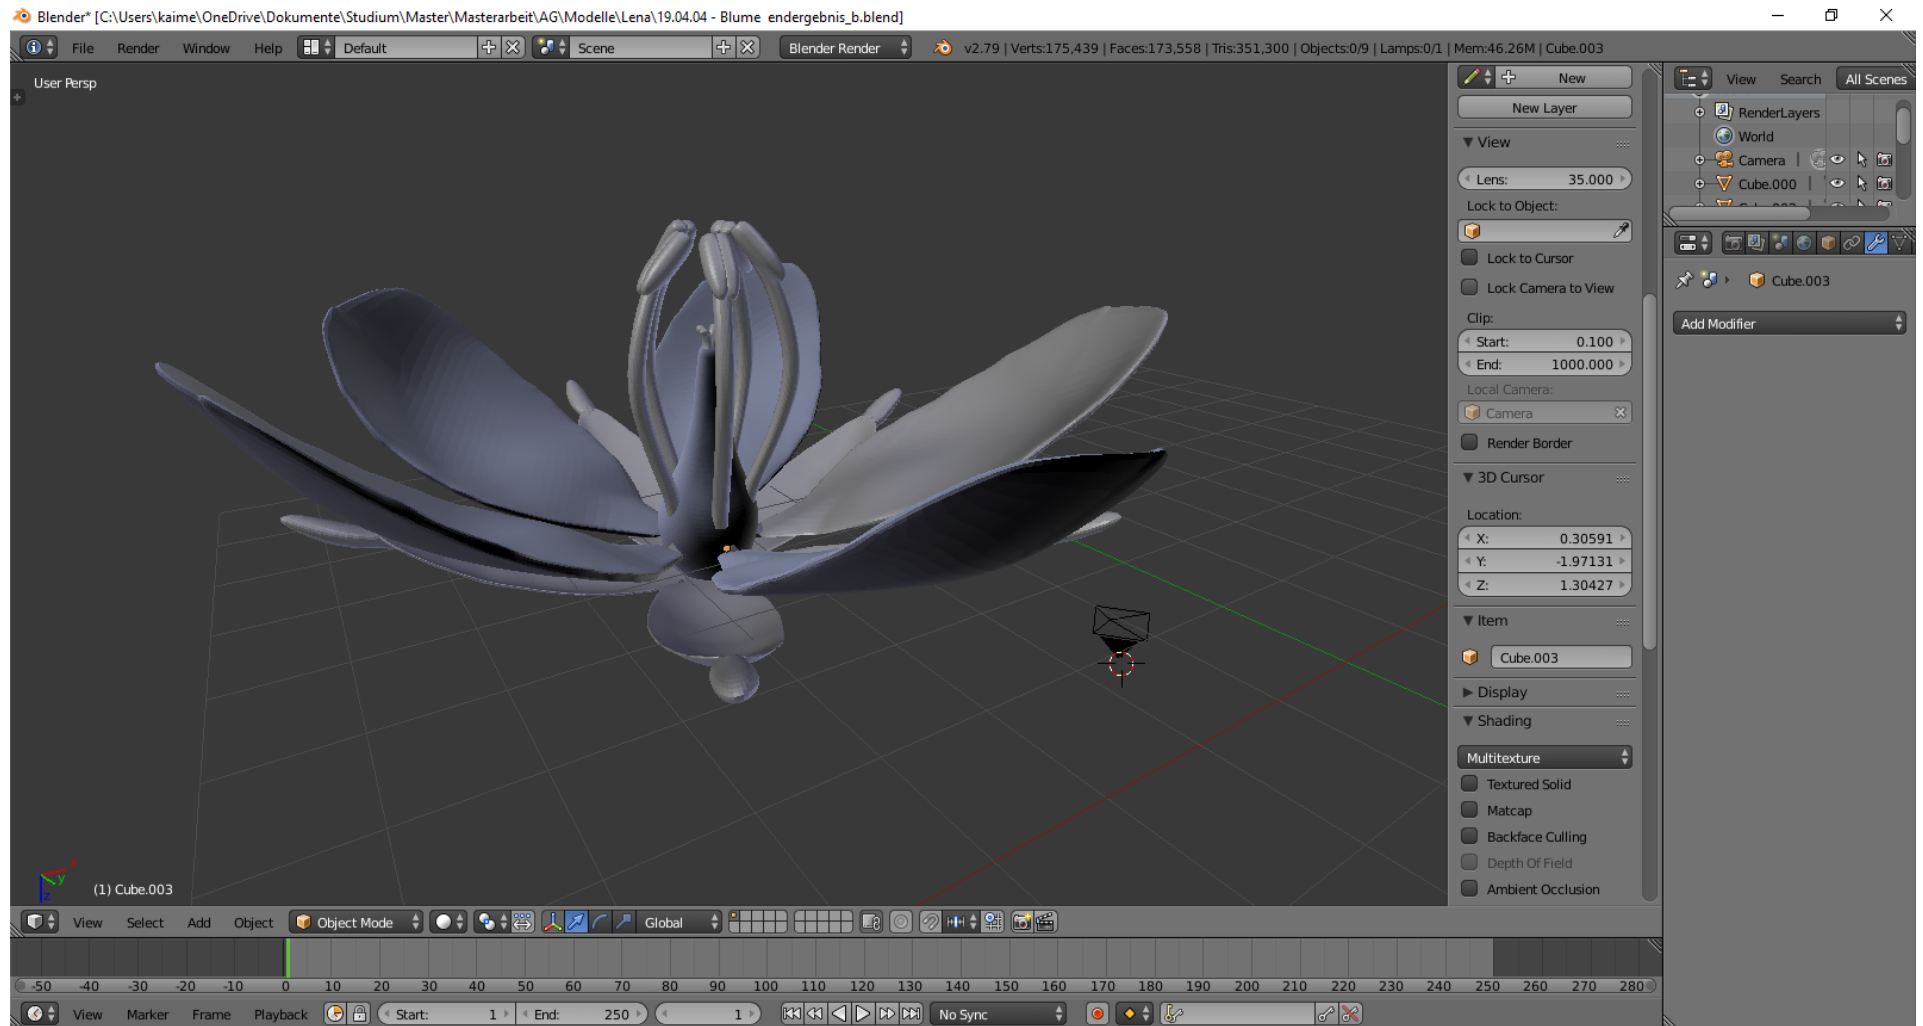 Blender* [C:\Users\kaime\OneDrive\Dokumente\Studium\Master\Masterarbeit\AG\Modelle\Lena\19.04.04 - Blume endergebnis_b.blend]
File Render Window Help Default Scene Blender Render v2.79 | Verts:175,439 | Faces:173,558 | Tris:351,300 | Objects:0/9 | Lamps:0/1 | Mem:46.26M | Cube.003
User Persp
New
New Layer
View
Lens: 35.000
Lock to Object:
Lock to Cursor
Lock Camera to View
Clip:
Start: 0.100
End: 1000.000
Local Camera:
Camera
Render Border
3D Cursor
Location:
X: 0.30591
Y: -1.97131
Z: 1.30427
Item
Cube.003
Display
Shading
Multitexture
Textured Solid
Matcap
Backface Culling
Depth Of Field
Ambient Occlusion
View Search All Scenes
RenderLayers
World
Camera
Cube.000
Cube.003
Add Modifier
x
y
z
(1) Cube.003
View Select Add Object Object Mode Global
-50 -40 -30 -20 -10 0 10 20 30 40 50 60 70 80 90 100 110 120 130 140 150 160 170 180 190 200 210 220 230 240 250 260 270 280
View Marker Frame Playback Start: 1 End: 250 1 No Sync